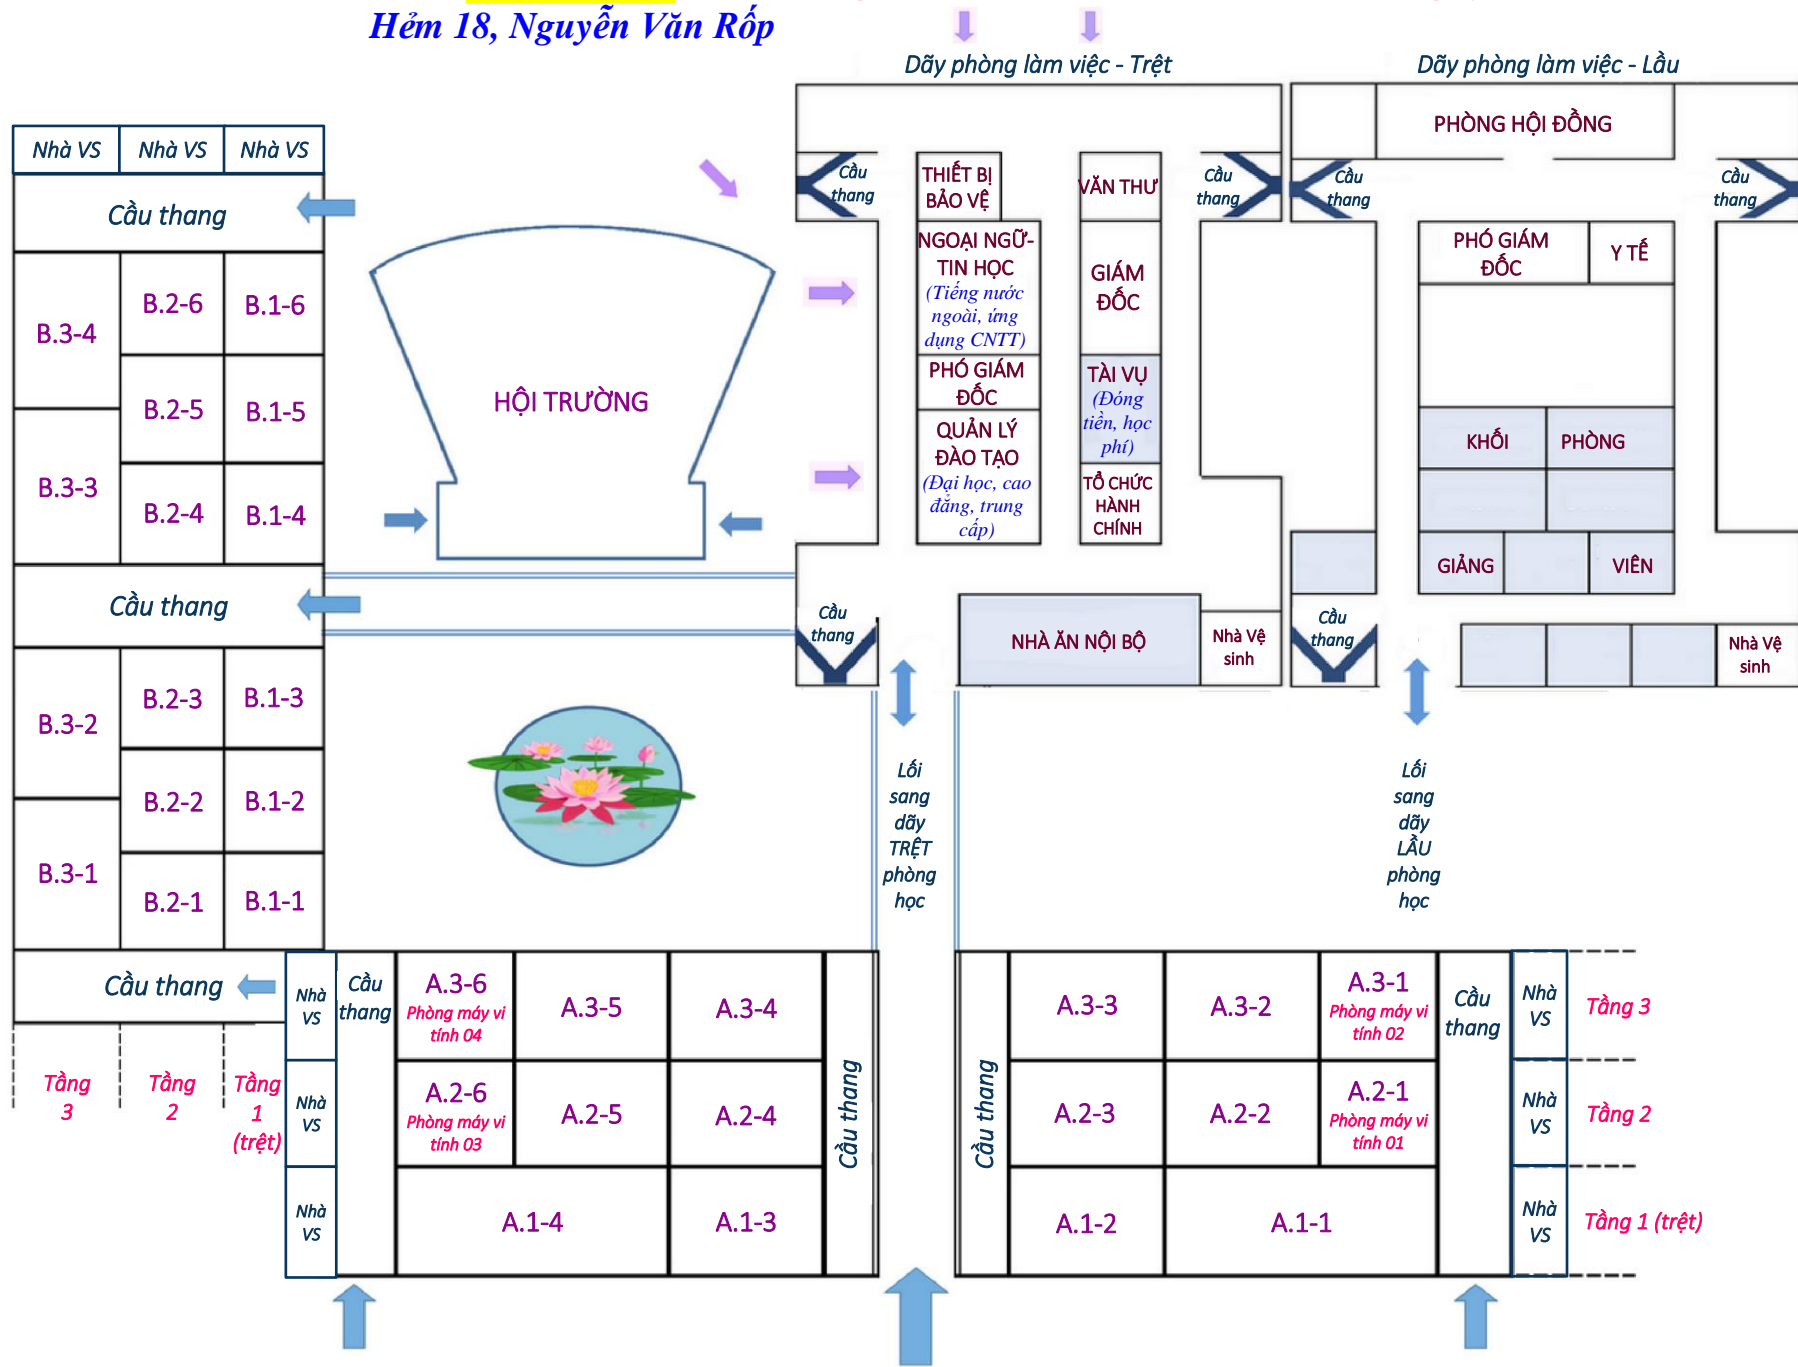 Hẻm 18, Nguyễn Văn Rốp
Dãy phòng làm việc - Trệt
Dãy phòng làm việc - Lầu
Nhà VS
Nhà VS
Nhà VS
Cầu thang
B.3-4
B.2-6
B.1-6
B.2-5
B.1-5
B.3-3
B.2-4
B.1-4
Cầu thang
B.3-2
B.2-3
B.1-3
B.2-2
B.1-2
B.3-1
B.2-1
B.1-1
Cầu thang
Tầng
3
Tầng
2
Tầng
1
(trệt)
HỘI TRƯỜNG
Cầu
thang
THIẾT BỊ
BẢO VỆ
VĂN THƯ
Cầu
thang
NGOẠI NGỮ-
TIN HỌC
(Tiếng nước
ngoài, ứng
dụng CNTT)
GIÁM
ĐỐC
PHÓ GIÁM
ĐỐC
TÀI VỤ
(Đóng
tiền, học
phí)
QUẢN LÝ
ĐÀO TẠO
(Đại học, cao
đẳng, trung
cấp)
TỔ CHỨC
HÀNH
CHÍNH
Cầu
thang
NHÀ ĂN NỘI BỘ
Nhà Vệ
sinh
PHÒNG HỘI ĐỒNG
Cầu
thang
Cầu
thang
PHÓ GIÁM
ĐỐC
Y TẾ
KHỐI
PHÒNG
GIẢNG
VIÊN
Cầu
thang
Nhà Vệ
sinh
Lối
sang
dãy
TRỆT
phòng
học
Lối
sang
dãy
LẦU
phòng
học
Nhà
VS
Cầu
thang
A.3-6
Phòng máy vi
tính 04
A.3-5
A.3-4
Nhà
VS
A.2-6
Phòng máy vi
tính 03
A.2-5
A.2-4
Nhà
VS
A.1-4
A.1-3
Cầu thang
Cầu thang
A.3-3
A.3-2
A.3-1
Phòng máy vi
tính 02
Cầu
thang
Nhà
VS
Tầng 3
A.2-3
A.2-2
A.2-1
Phòng máy vi
tính 01
Nhà
VS
Tầng 2
A.1-2
A.1-1
Nhà
VS
Tầng 1 (trệt)